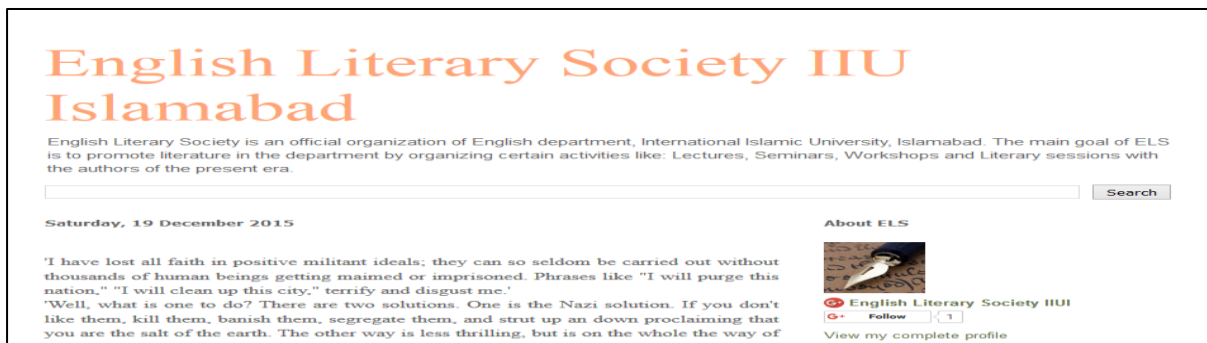 English Literary Society IIU
Islamabad
English Literary Society is an official organization of English department, International Islamic University, Islamabad. The main goal of ELS
is to promote literature in the department by organizing certain activities like: Lectures, Seminars, Workshops and Literary sessions with
the authors of the present era.
Search
Saturday, 19 December 2015
'I have lost all faith in positive militant ideals; they can so seldom be carried out without
thousands of human beings getting maimed or imprisoned. Phrases like "I will purge this
nation," "I will clean up this city," terrify and disgust me.'
'Well, what is one to do? There are two solutions. One is the Nazi solution. If you don't
like them, kill them, banish them, segregate them, and strut up an down proclaiming that
you are the salt of the earth. The other way is less thrilling, but is on the whole the way of
About ELS
G+ English Literary Society IIUI
G+ Follow 1
View my complete profile